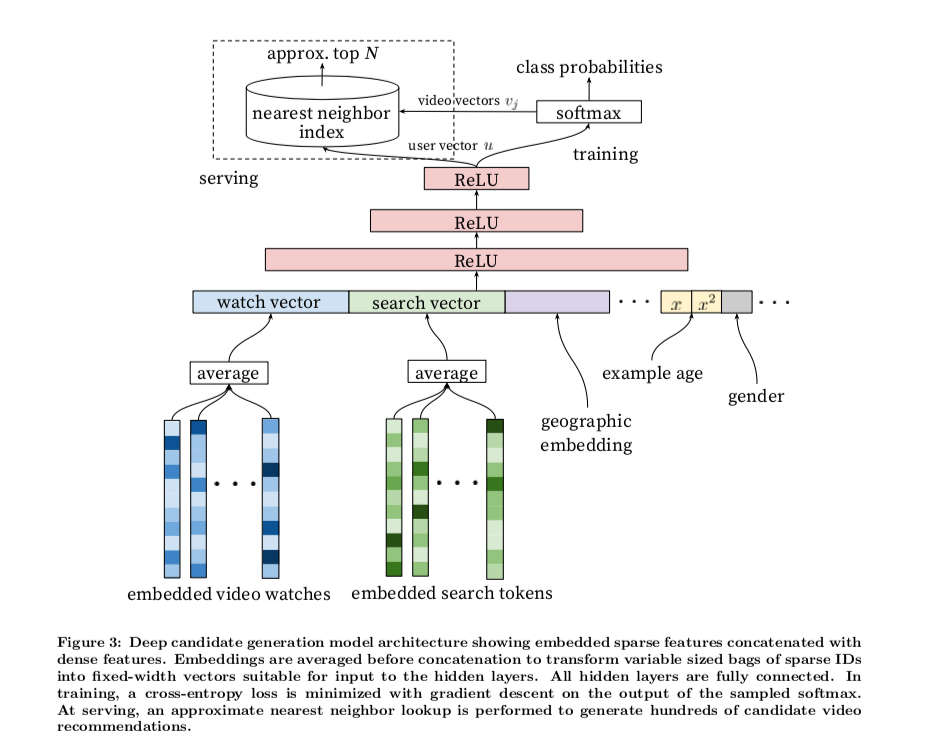 approx. top N
class probabilities
nearest neighbor
index
video vectors vⱼ
softmax
user vector u
training
serving
ReLU
ReLU
ReLU
watch vector
search vector
. . .
x
x²
. . .
average
average
example age
gender
geographic
embedding
. . .
. . .
embedded video watches
embedded search tokens
Figure 3: Deep candidate generation model architecture showing embedded sparse features concatenated with
dense features. Embeddings are averaged before concatenation to transform variable sized bags of sparse IDs
into fixed-width vectors suitable for input to the hidden layers. All hidden layers are fully connected. In
training, a cross-entropy loss is minimized with gradient descent on the output of the sampled softmax.
At serving, an approximate nearest neighbor lookup is performed to generate hundreds of candidate video
recommendations.